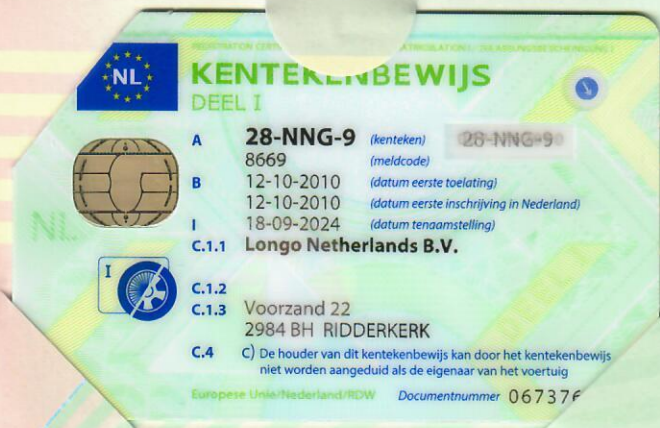 NL
KENTEKENBEWIJS
DEEL I
A 28-NNG-9 (kenteken) 28-NNG-9
8669 (meldcode)
B 12-10-2010 (datum eerste toelating)
12-10-2010 (datum eerste inschrijving in Nederland)
I 18-09-2024 (datum tenaamstelling)
C.1.1 Longo Netherlands B.V.
NL
I
C.1.2
C.1.3 Voorzand 22
2984 BH RIDDERKERK
C.4 C) De houder van dit kentekenbewijs kan door het kentekenbewijs
niet worden aangeduid als de eigenaar van het voertuig
Europese Unie/Nederland/RDW Documentnummer 067376